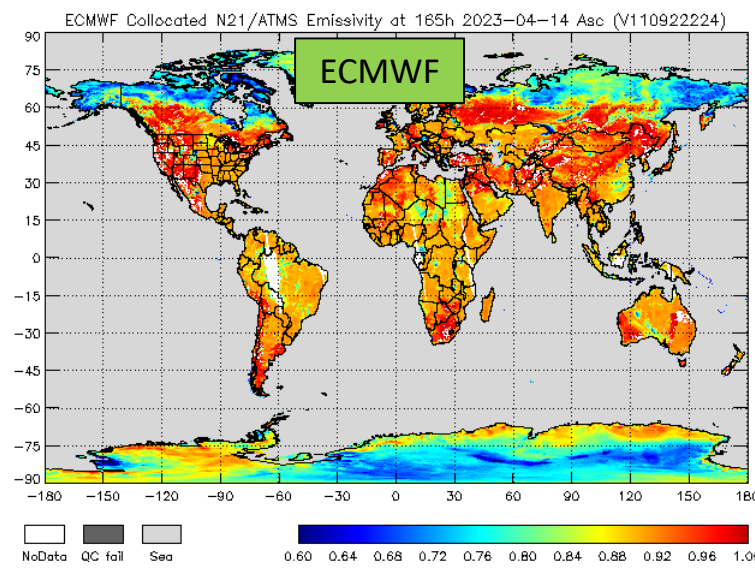 ECMWF Collocated N21/ATMS Emissivity at 165h 2023-04-14 Asc (V110922224)
ECMWF
90
75
60
45
30
15
0
-15
-30
-45
-60
-75
-90
-180 -150 -120 -90 -60 -30 0 30 60 90 120 150 180
NoData QC fail Sea
0.60 0.64 0.68 0.72 0.76 0.80 0.84 0.88 0.92 0.96 1.00